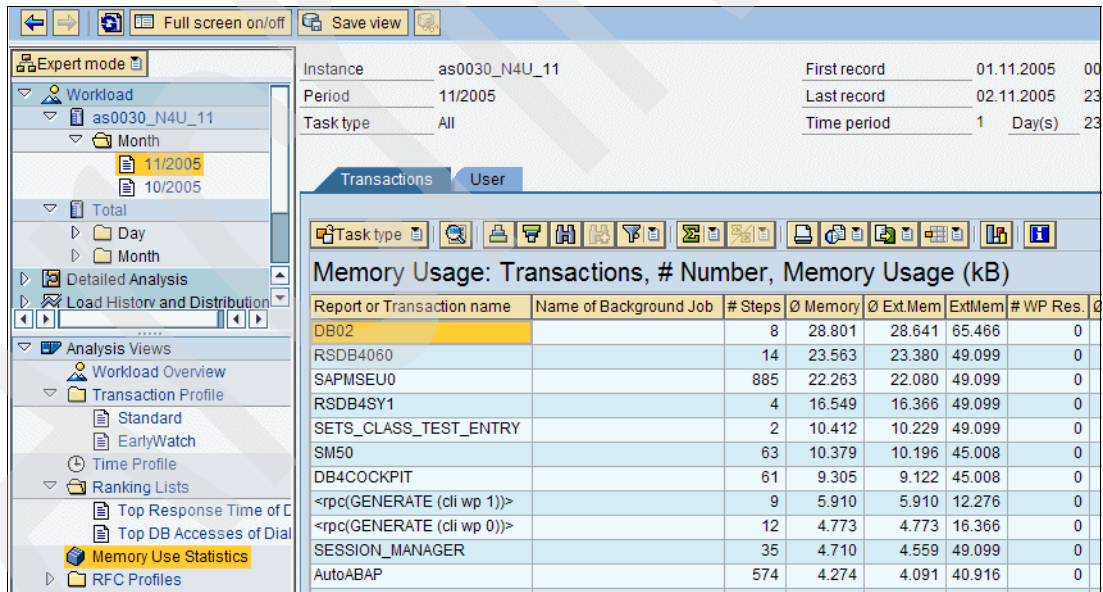 Full screen on/off Save view
Expert mode
Workload
as0030_N4U_11
Month
11/2005
10/2005
Total
Day
Month
Detailed Analysis
Load History and Distribution
Analysis Views
Workload Overview
Transaction Profile
Standard
EarlyWatch
Time Profile
Ranking Lists
Top Response Time of D
Top DB Accesses of Dial
Memory Use Statistics
RFC Profiles
Instance as0030_N4U_11 First record 01.11.2005 00
Period 11/2005 Last record 02.11.2005 23
Task type All Time period 1 Day(s) 23
Transactions User
Task type
Memory Usage: Transactions, # Number, Memory Usage (kB)
Report or Transaction name Name of Background Job # Steps Ø Memory Ø Ext.Mem ExtMem # WP Res. Ø
DB02 8 28.801 28.641 65.466 0
RSDB4060 14 23.563 23.380 49.099 0
SAPMSEU0 885 22.263 22.080 49.099 0
RSDB4SY1 4 16.549 16.366 49.099 0
SETS_CLASS_TEST_ENTRY 2 10.412 10.229 49.099 0
SM50 63 10.379 10.196 45.008 0
DB4COCKPIT 61 9.305 9.122 45.008 0
<rpc(GENERATE (cli wp 1))> 9 5.910 5.910 12.276 0
<rpc(GENERATE (cli wp 0))> 12 4.773 4.773 16.366 0
SESSION_MANAGER 35 4.710 4.559 49.099 0
AutoABAP 574 4.274 4.091 40.916 0